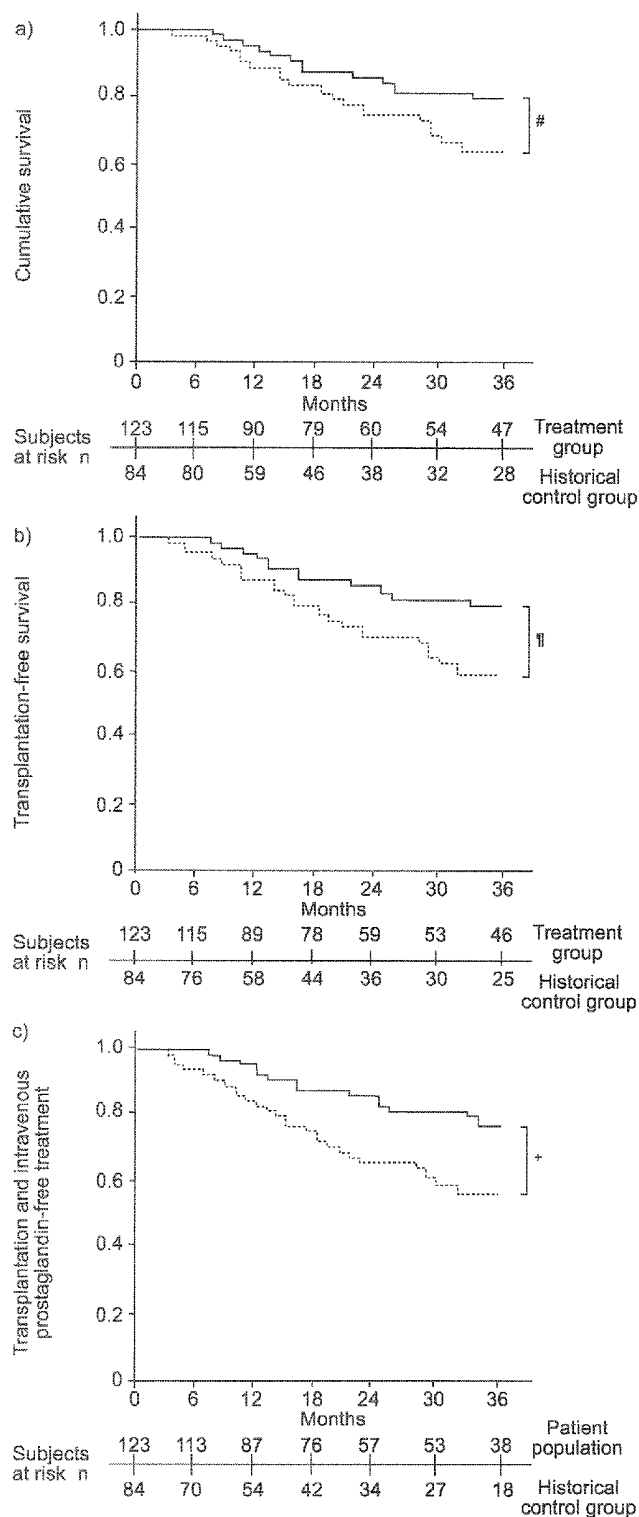 a)
Cumulative survival
1.0
0.8
0.6
0.4
0.2
0
#
0 6 12 18 24 30 36
Months
Subjects at risk n
123 115 90 79 60 54 47 Treatment group
84 80 59 46 38 32 28 Historical control group
b)
Transplantation-free survival
1.0
0.8
0.6
0.4
0.2
0
¶
0 6 12 18 24 30 36
Months
Subjects at risk n
123 115 89 78 59 53 46 Treatment group
84 76 58 44 36 30 25 Historical control group
c)
Transplantation and intravenous
prostaglandin-free treatment
1.0
0.8
0.6
0.4
0.2
0
+
0 6 12 18 24 30 36
Months
Subjects at risk n
123 113 87 76 57 53 38 Patient population
84 70 54 42 34 27 18 Historical control group